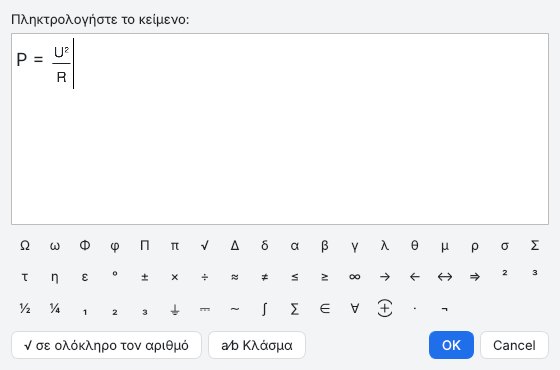 Πληκτρολογήστε το κείμενο:
P = U²/R
Ω ω Φ φ Π π √ Δ δ α β γ λ θ μ ρ σ Σ
τ η ε ° ± × ÷ ≈ ≠ ≤ ≥ ∞ → ← ↔ ⇒ ² ³
½ ¼ ₁ ₂ ₃ ⏚ ⎓ ~ ∫ ∑ ∈ ∀ ⨁ · ¬
√ σε ολόκληρο τον αριθμό a⁄b Κλάσμα OK Cancel